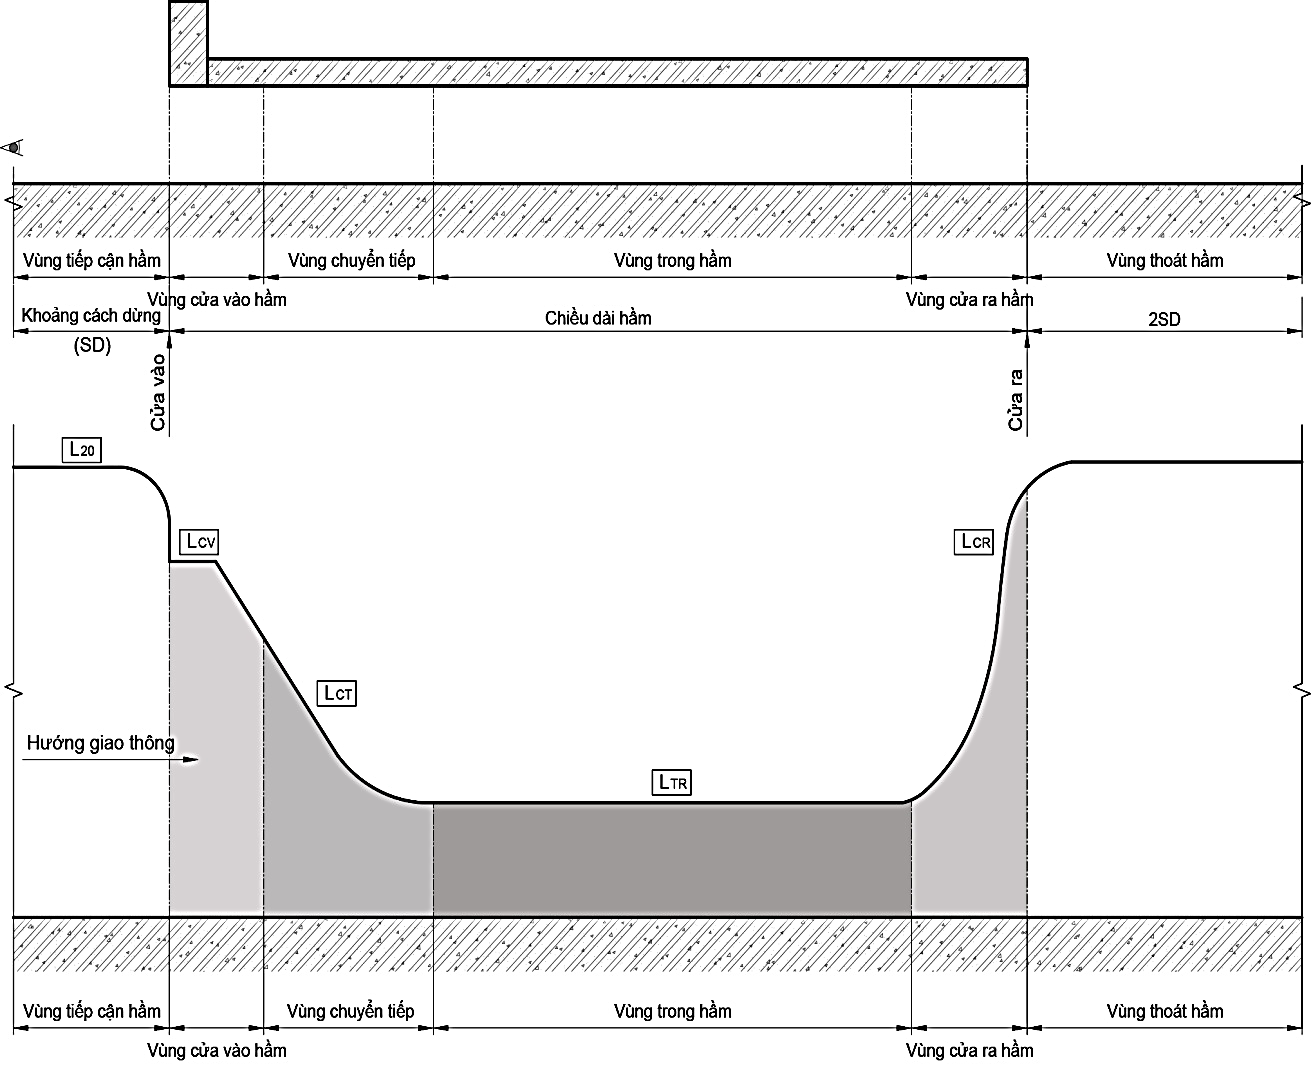 Vùng tiếp cận hầm
Vùng chuyển tiếp
Vùng trong hầm
Vùng thoát hầm
Vùng cửa vào hầm
Vùng cửa ra hầm
Khoảng cách dừng
(SD)
Chiều dài hầm
2SD
Cửa vào
Cửa ra
L20
LCV
LCR
LCT
Hướng giao thông
LTR
Vùng tiếp cận hầm
Vùng chuyển tiếp
Vùng trong hầm
Vùng thoát hầm
Vùng cửa vào hầm
Vùng cửa ra hầm